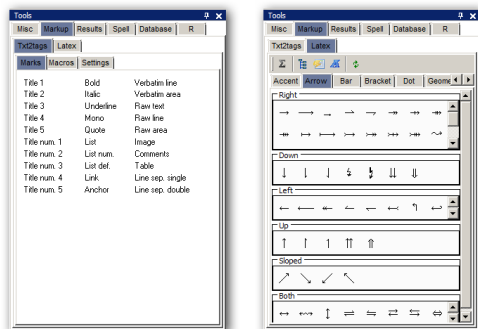 Tools
Misc Markup Results Spell Database R
Txt2tags Latex
Marks Macros Settings
Title 1 Bold Verbatim line
Title 2 Italic Verbatim area
Title 3 Underline Raw text
Title 4 Mono Raw line
Title 5 Quote Raw area
Title num. 1 List Image
Title num. 2 List num. Comments
Title num. 3 List def. Table
Title num. 4 Link Line sep. single
Title num. 5 Anchor Line sep. double
Tools
Misc Markup Results Spell Database R
Txt2tags Latex
Σ
Accent Arrow Bar Bracket Dot Geome
Right
Down
Left
Up
Sloped
Both